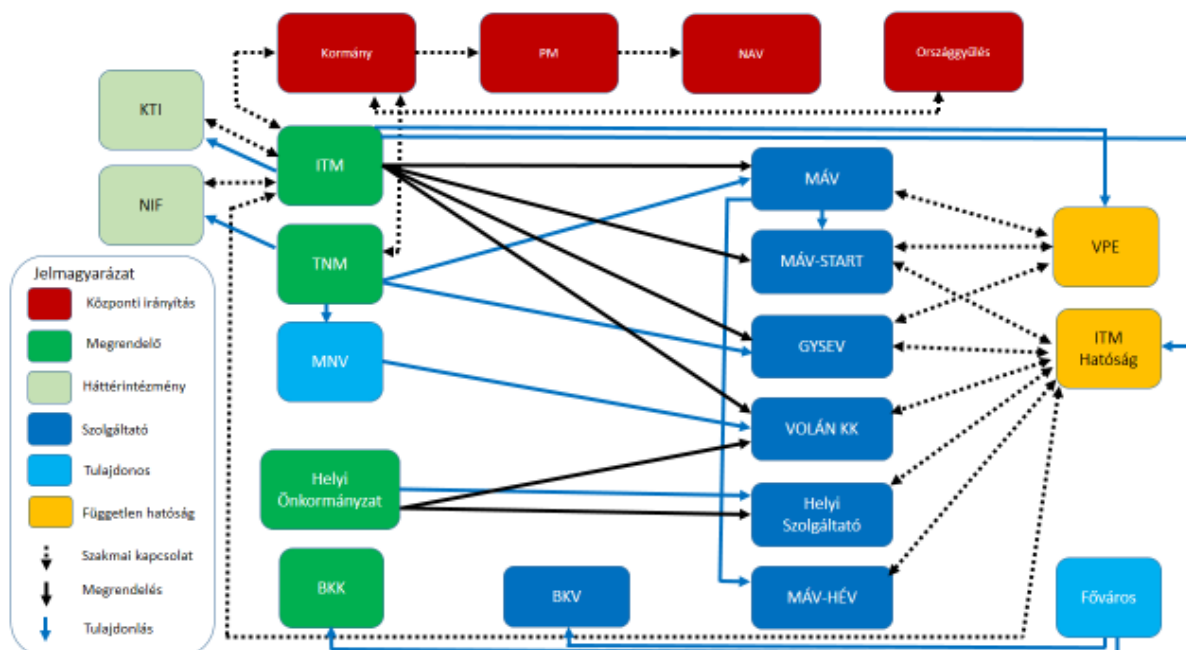 Kormány
PM
NAV
Országgyűlés
KTI
ITM
MÁV
NIF
VPE
TNM
MÁV-START
Jelmagyarázat
Központi irányítás
Megrendelő
Háttérintézmény
Szolgáltató
Tulajdonos
Független hatóság
Szakmai kapcsolat
Megrendelés
Tulajdonlás
MNV
GYSEV
ITM
Hatóság
VOLÁN KK
Helyi
Önkormányzat
Helyi
Szolgáltató
BKK
BKV
MÁV-HÉV
Főváros